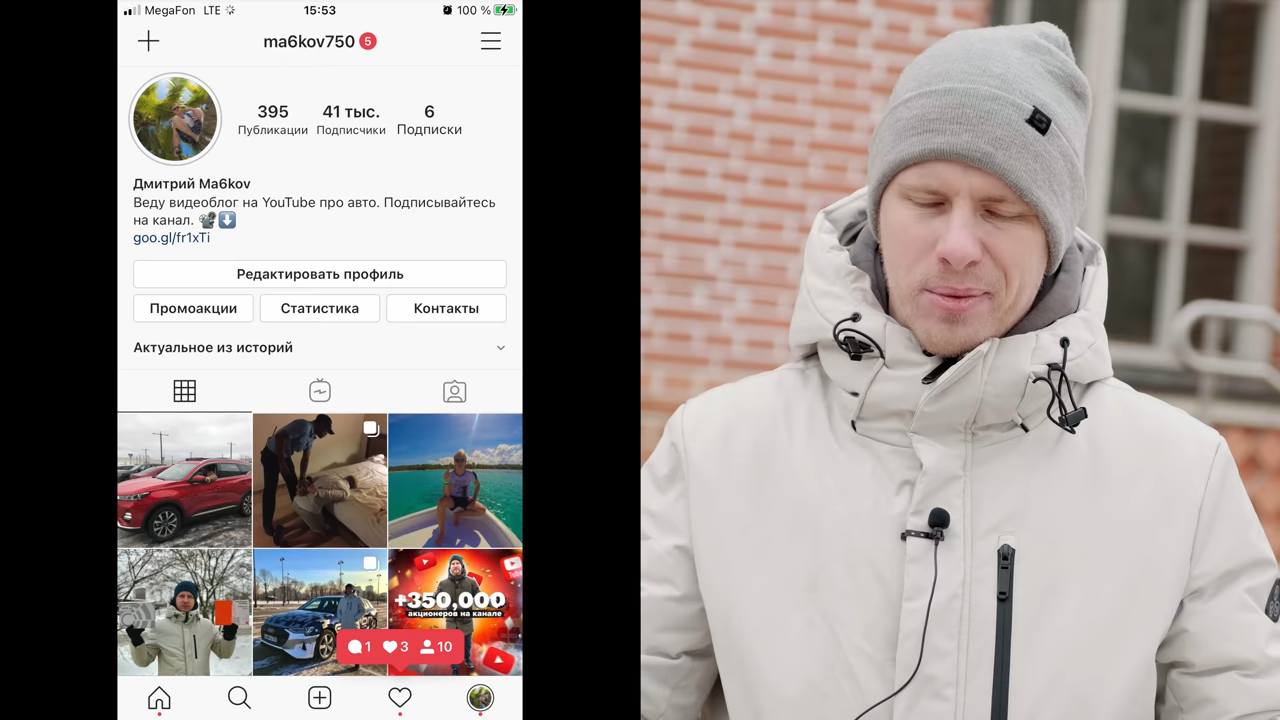 MegaFon LTE 15:53 100 %
ma6kov750 5
395 41 тыс. 6
Публикации Подписчики Подписки
Дмитрий Ma6kov
Веду видеоблог на YouTube про авто. Подписывайтесь
на канал.
goo.gl/fr1xTi
Редактировать профиль
Промоакции Статистика Контакты
Актуальное из историй
+350,000
акционеров на канале
1 3 10